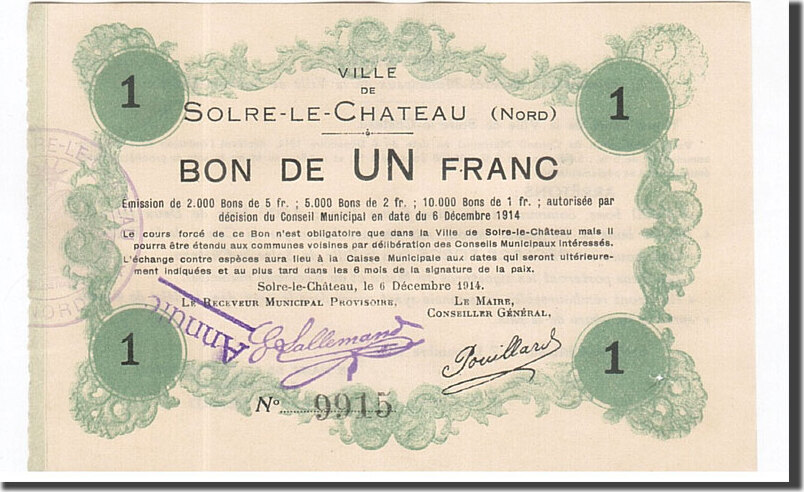 1
1
VILLE
DE
SOLRE-LE-CHATEAU (NORD)
BON DE UN FRANC
Émission de 2.000 Bons de 5 fr. ; 5.000 Bons de 2 fr. ; 10.000 Bons de 1 fr. ; autorisée par
décision du Conseil Municipal en date du 6 Décembre 1914
Le cours forcé de ce Bon n'est obligatoire que dans la Ville de Solre-le-Château mais il
pourra être étendu aux communes voisines par délibération des Conseils Municipaux intéressés.
L'échange contre espèces aura lieu à la Caisse Municipale aux dates qui seront ultérieure-
ment indiquées et au plus tard dans les 6 mois de la signature de la paix.
Solre-le-Château, le 6 Décembre 1914.
LE RECEVEUR MUNICIPAL PROVISOIRE,
LE MAIRE,
CONSEILLER GÉNÉRAL,
Annulé
G Lallemand
Pouillard
1
1
No 9915
NORD